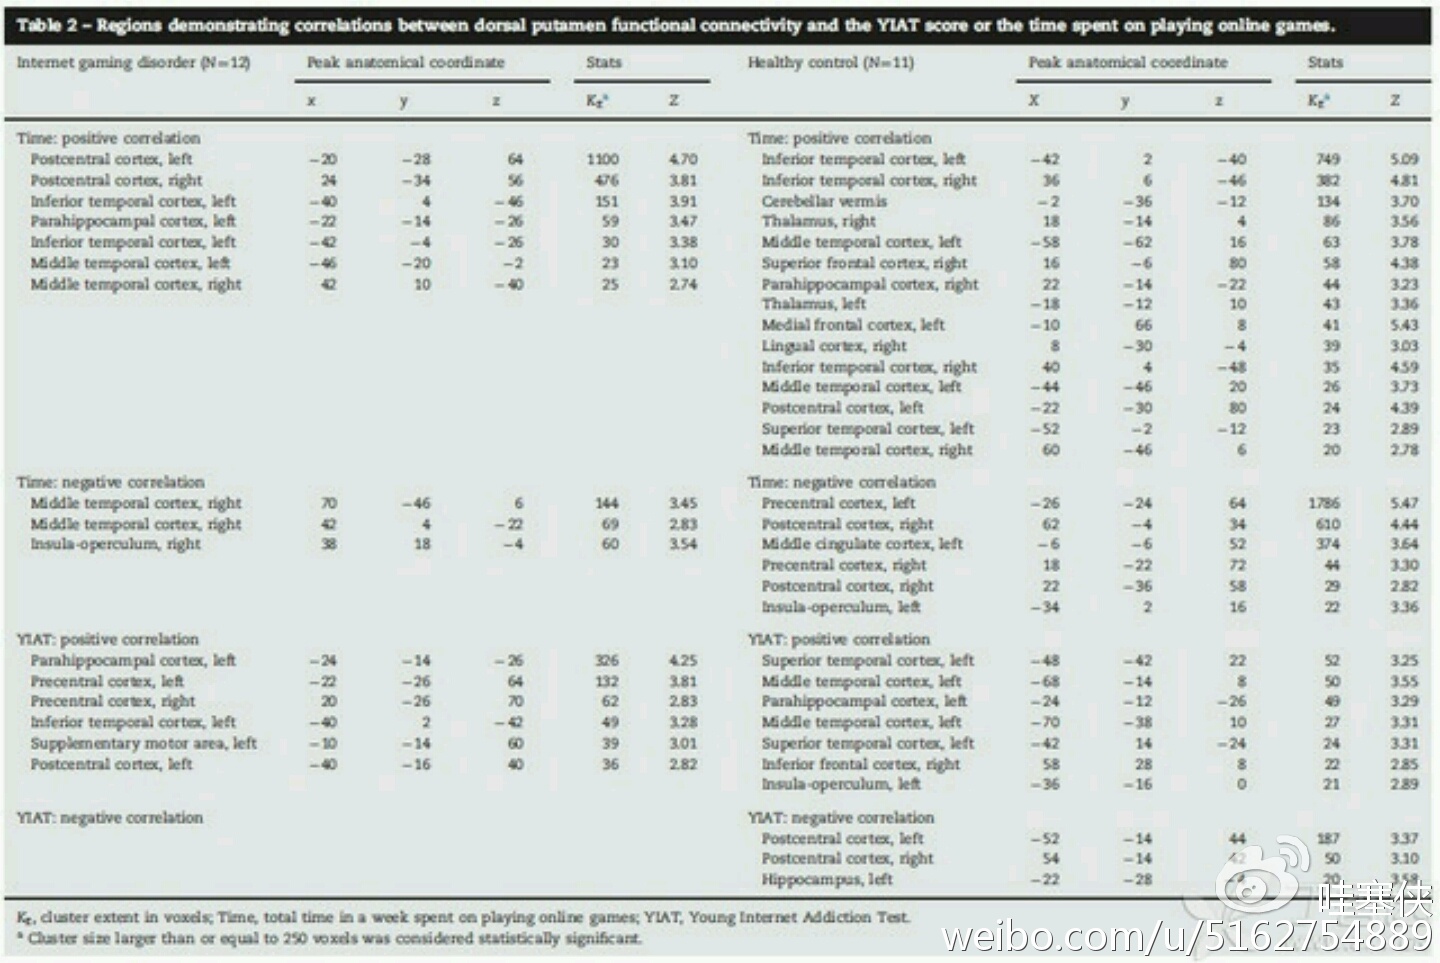 Table 2 – Regions demonstrating correlations between dorsal putamen functional connectivity and the YIAT score or the time spent on playing online games.
Internet gaming disorder (N=12) Peak anatomical coordinate Stats Healthy control (N=11) Peak anatomical coordinate Stats
x y z KE^a Z X y z KE^a Z
Time: positive correlation Time: positive correlation
Postcentral cortex, left −20 −28 64 1100 4.70 Inferior temporal cortex, left −42 2 −40 749 5.09
Postcentral cortex, right 24 −34 56 476 3.81 Inferior temporal cortex, right 36 6 −46 382 4.81
Inferior temporal cortex, left −40 4 −46 151 3.91 Cerebellar vermis −2 −36 −12 134 3.70
Parahippocampal cortex, left −22 −14 −26 59 3.47 Thalamus, right 18 −14 4 86 3.56
Inferior temporal cortex, left −42 −4 −26 30 3.38 Middle temporal cortex, left −58 −62 16 63 3.78
Middle temporal cortex, left −46 −20 −2 23 3.10 Superior frontal cortex, right 16 −6 80 58 4.38
Middle temporal cortex, right 42 10 −40 25 2.74 Parahippocampal cortex, right 22 −14 −22 44 3.23
Thalamus, left −18 −12 10 43 3.36
Medial frontal cortex, left −10 66 8 41 5.43
Lingual cortex, right 8 −30 −4 39 3.03
Inferior temporal cortex, right 40 4 −48 35 4.59
Middle temporal cortex, left −44 −46 20 26 3.73
Postcentral cortex, left −22 −30 80 24 4.39
Superior temporal cortex, left −52 −2 −12 23 2.89
Middle temporal cortex, right 60 −46 6 20 2.78
Time: negative correlation Time: negative correlation
Middle temporal cortex, right 70 −46 6 144 3.45 Precentral cortex, left −26 −24 64 1786 5.47
Middle temporal cortex, right 42 4 −22 69 2.83 Postcentral cortex, right 62 −4 34 610 4.44
Insula-operculum, right 38 18 −4 60 3.54 Middle cingulate cortex, left −6 −6 52 374 3.64
Precentral cortex, right 18 −22 72 44 3.30
Postcentral cortex, right 22 −36 58 29 2.82
Insula-operculum, left −34 2 16 22 3.36
YIAT: positive correlation YIAT: positive correlation
Parahippocampal cortex, left −24 −14 −26 326 4.25 Superior temporal cortex, left −48 −42 22 52 3.25
Precentral cortex, left −22 −26 64 132 3.81 Middle temporal cortex, left −68 −14 8 50 3.55
Precentral cortex, right 20 −26 70 62 2.83 Parahippocampal cortex, left −24 −12 −26 49 3.29
Inferior temporal cortex, left −40 2 −42 49 3.28 Middle temporal cortex, left −70 −38 10 27 3.31
Supplementary motor area, left −10 −14 60 39 3.01 Superior temporal cortex, left −42 14 −24 24 3.31
Postcentral cortex, left −40 −16 40 36 2.82 Inferior frontal cortex, right 58 28 8 22 2.85
Insula-operculum, left −36 −16 0 21 2.89
YIAT: negative correlation YIAT: negative correlation
Postcentral cortex, left −52 −14 44 187 3.37
Postcentral cortex, right 54 −14 42 50 3.10
Hippocampus, left −22 −28 20
KE, cluster extent in voxels; Time, total time in a week spent on playing online games; YIAT, Young Internet Addiction Test.
a Cluster size larger than or equal to 250 voxels was considered statistically significant.
哇塞侠
weibo.com/u/5162754889